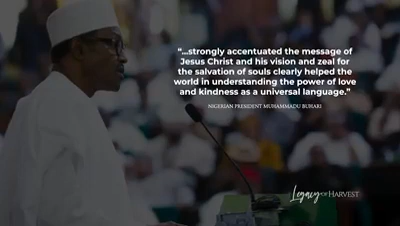 “...strongly accentuated the message of
Jesus Christ and his vision and zeal for
the salvation of souls clearly helped the
world in understanding the power of love
and kindness as a universal language.”
NIGERIAN PRESIDENT MUHAMMADU BUHARI
Legacy OF HARVEST